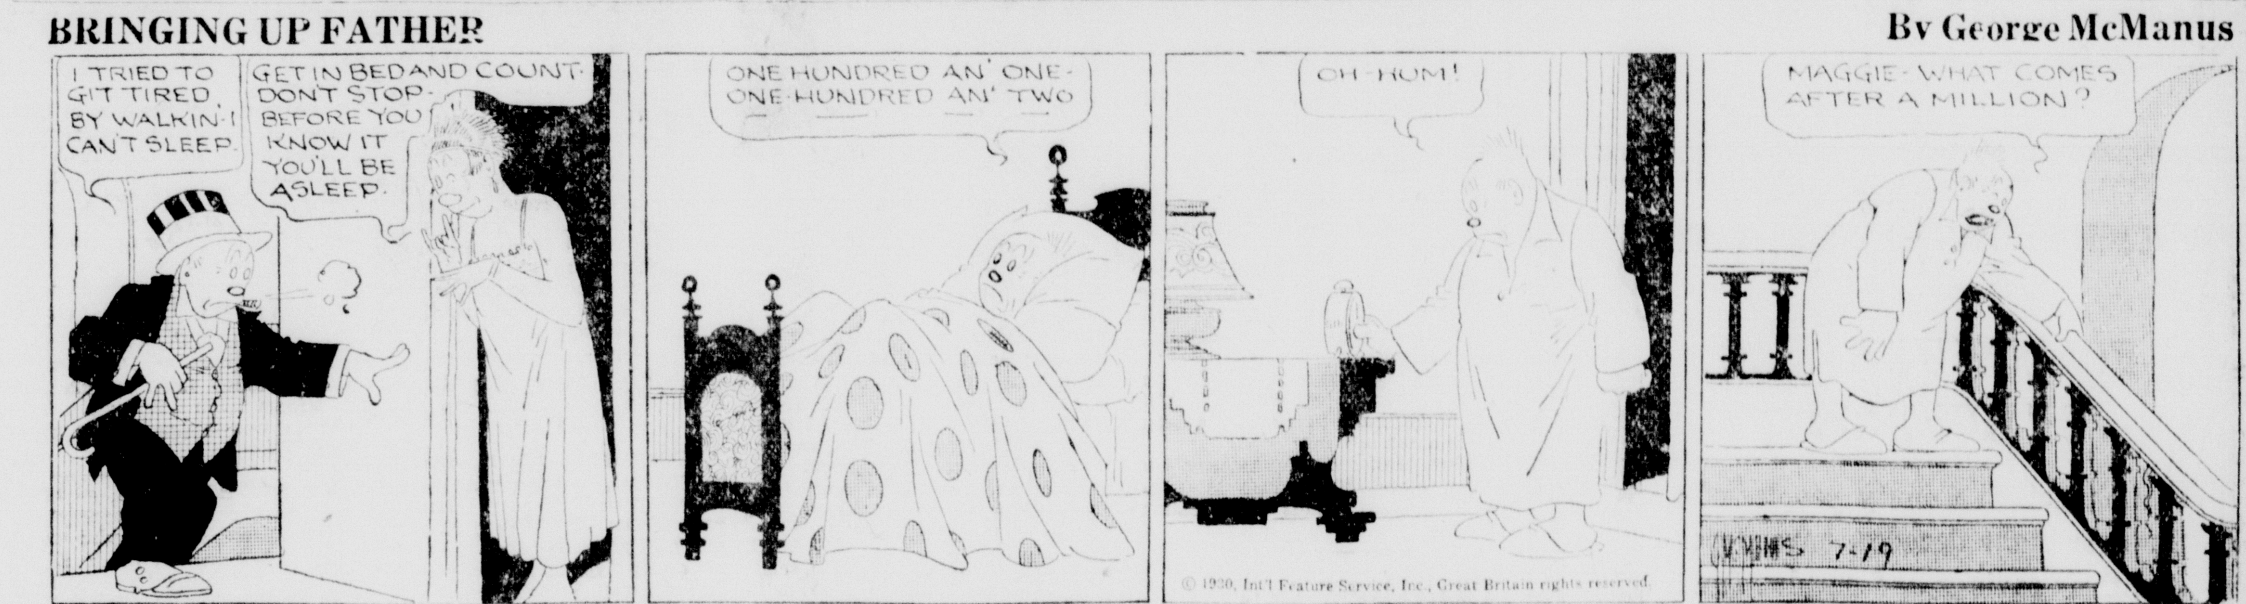 BRINGING UP FATHER
By George McManus
I TRIED TO
GIT TIRED
BY WALKIN-I
CAN'T SLEEP.
GET IN BED AND COUNT-
DON'T STOP-
BEFORE YOU
KNOW IT
YOU'LL BE
ASLEEP.
ONE HUNDRED AN' ONE-
ONE-HUNDRED AN' TWO
OH-HUM!
© 1930, Int'l Feature Service, Inc., Great Britain rights reserved.
MAGGIE-WHAT COMES
AFTER A MILLION?
7-19